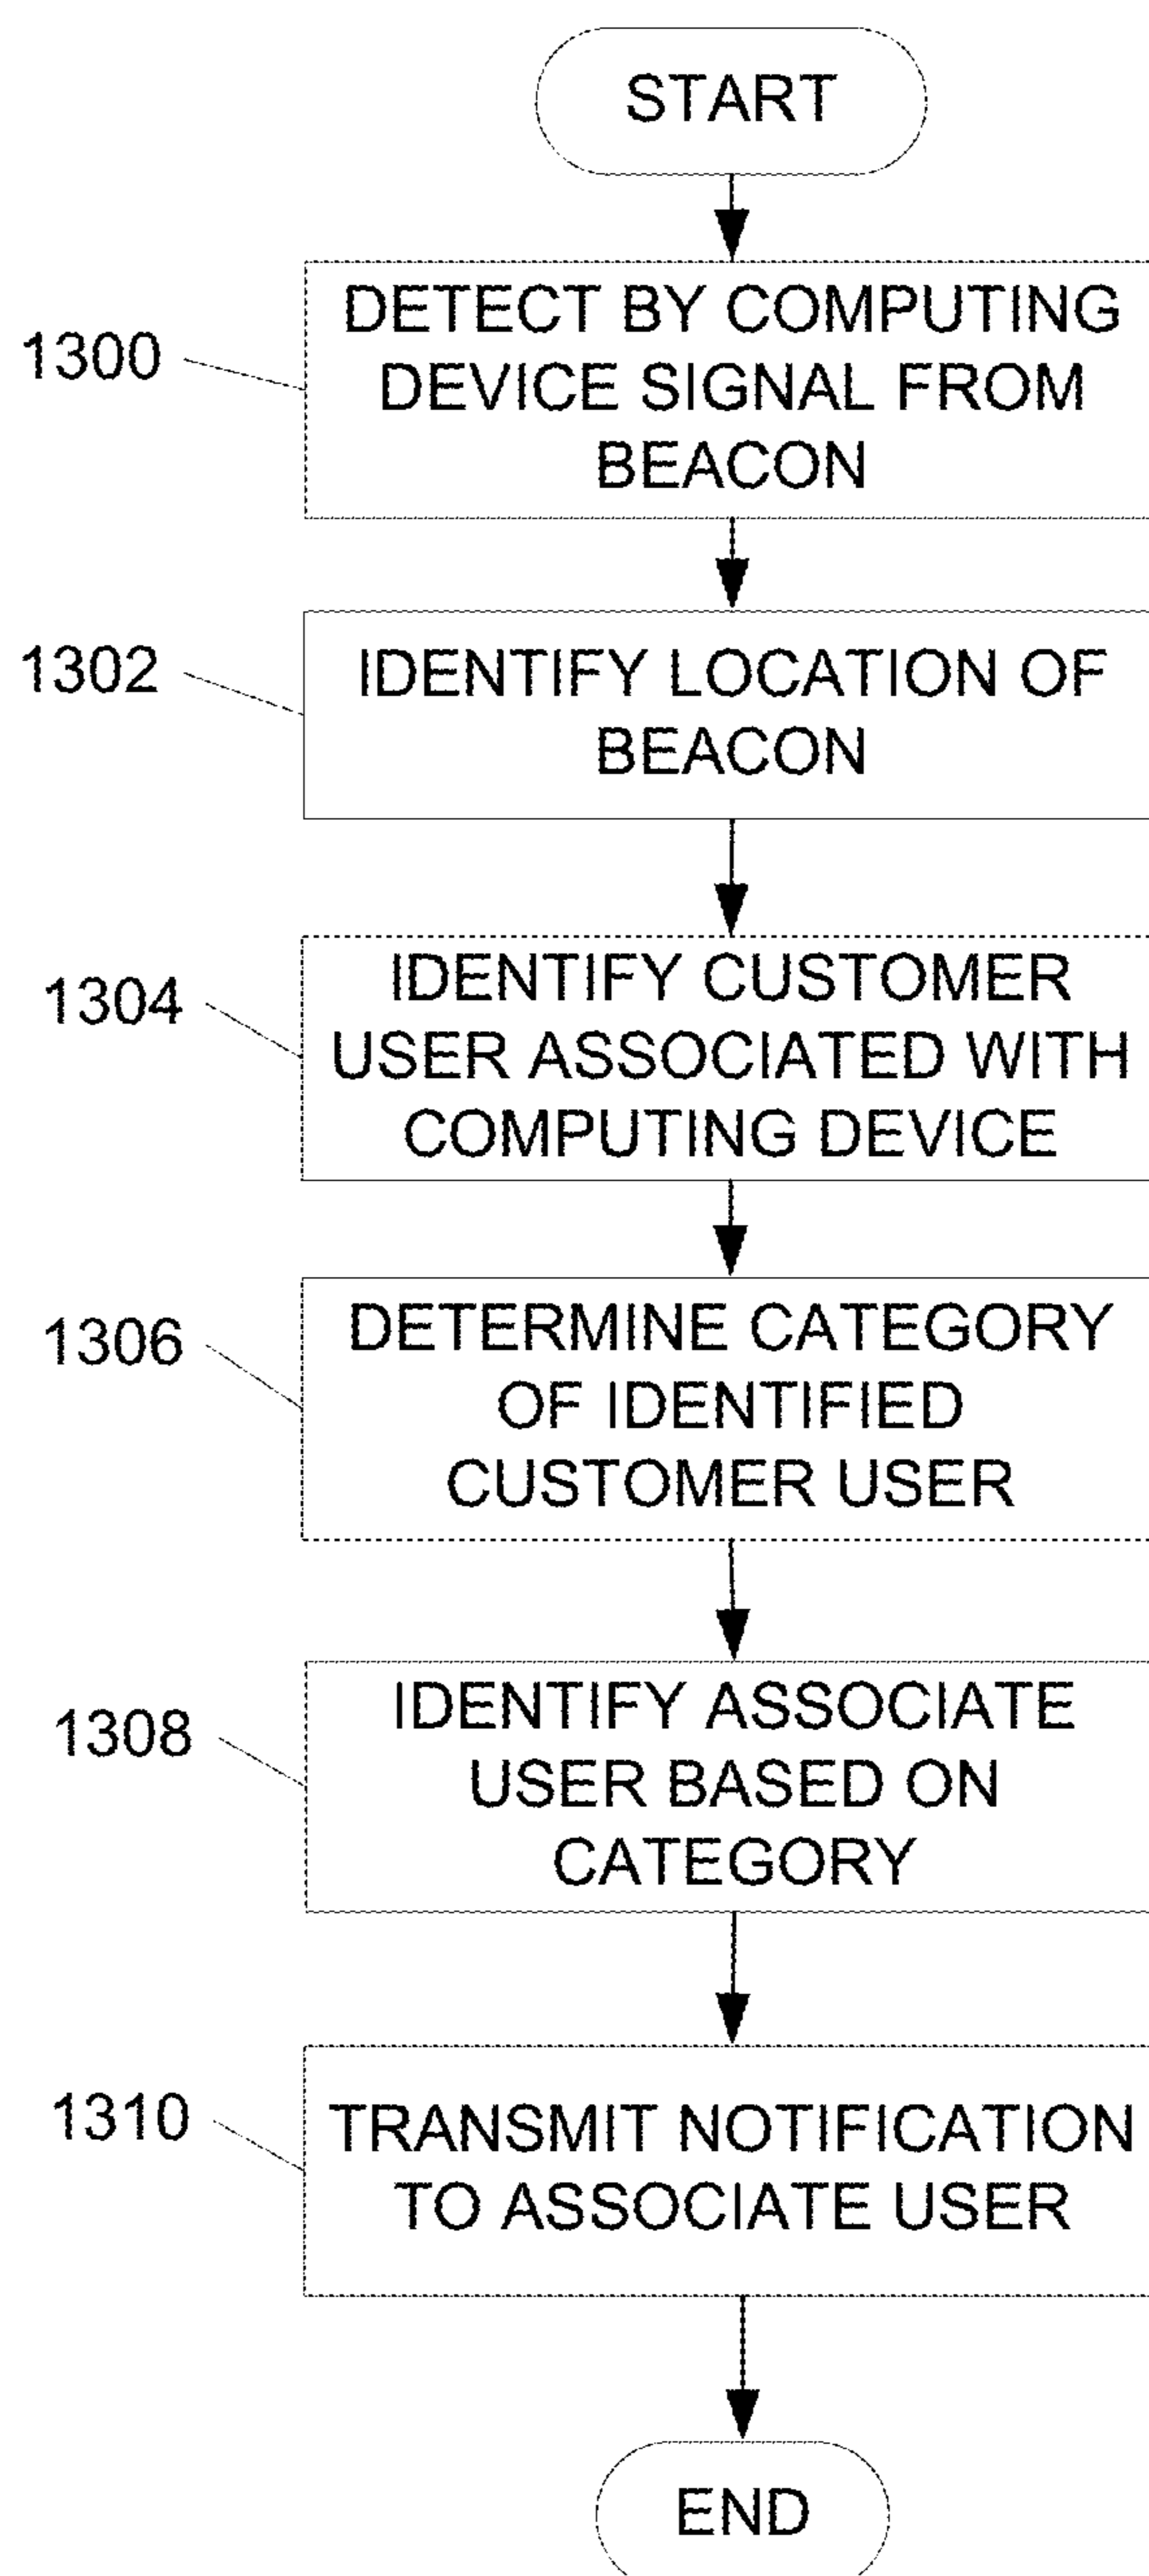 START
1300
DETECT BY COMPUTING
DEVICE SIGNAL FROM
BEACON
1302
IDENTIFY LOCATION OF
BEACON
1304
IDENTIFY CUSTOMER
USER ASSOCIATED WITH
COMPUTING DEVICE
1306
DETERMINE CATEGORY
OF IDENTIFIED
CUSTOMER USER
1308
IDENTIFY ASSOCIATE
USER BASED ON
CATEGORY
1310
TRANSMIT NOTIFICATION
TO ASSOCIATE USER
END